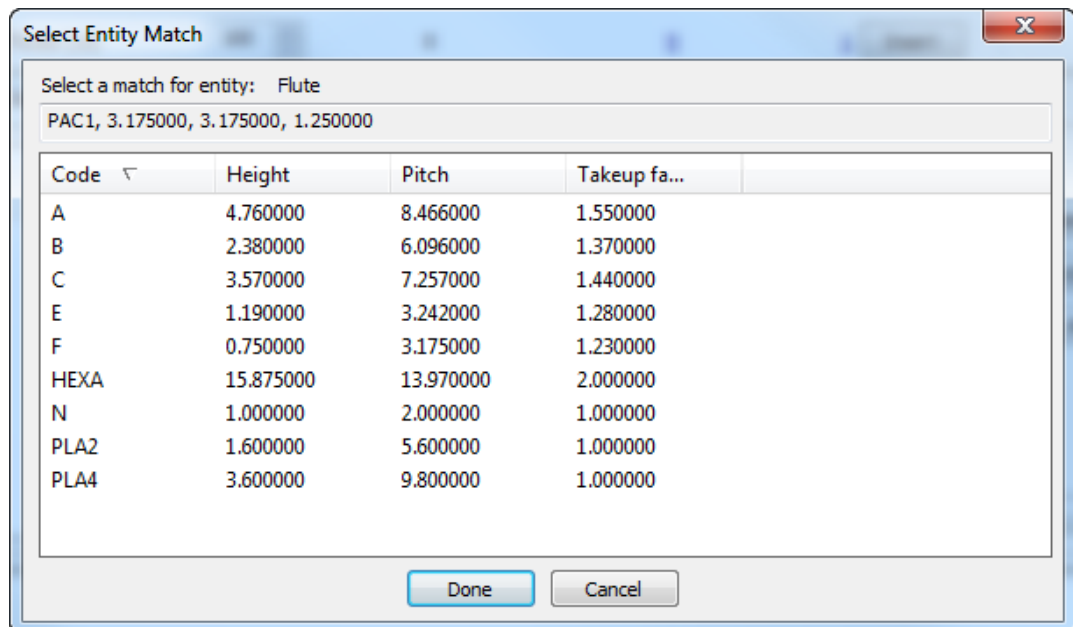 Select Entity Match
Select a match for entity: Flute
PAC1, 3.175000, 3.175000, 1.250000
Code Height Pitch Takeup fa...
A 4.760000 8.466000 1.550000
B 2.380000 6.096000 1.370000
C 3.570000 7.257000 1.440000
E 1.190000 3.242000 1.280000
F 0.750000 3.175000 1.230000
HEXA 15.875000 13.970000 2.000000
N 1.000000 2.000000 1.000000
PLA2 1.600000 5.600000 1.000000
PLA4 3.600000 9.800000 1.000000
Done Cancel